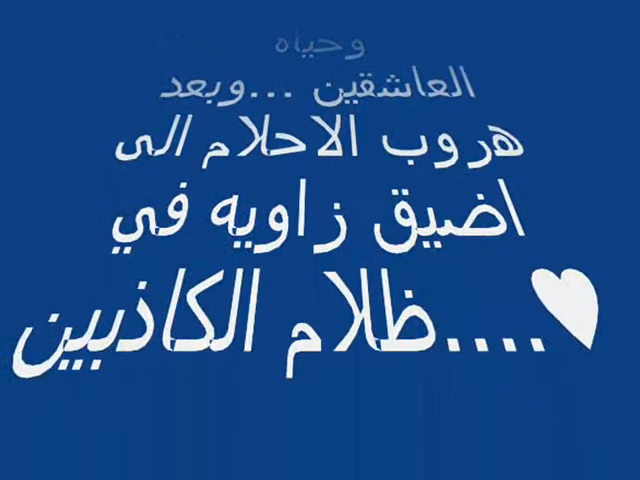 وحياه
العاشقين ...وبعد
هروب الاحلام الى
اضيق زاويه في
♥....ظلام الكاذبين